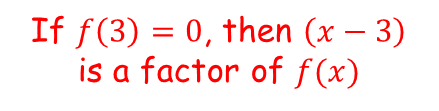 If f(3) = 0, then (x − 3)
is a factor of f(x)